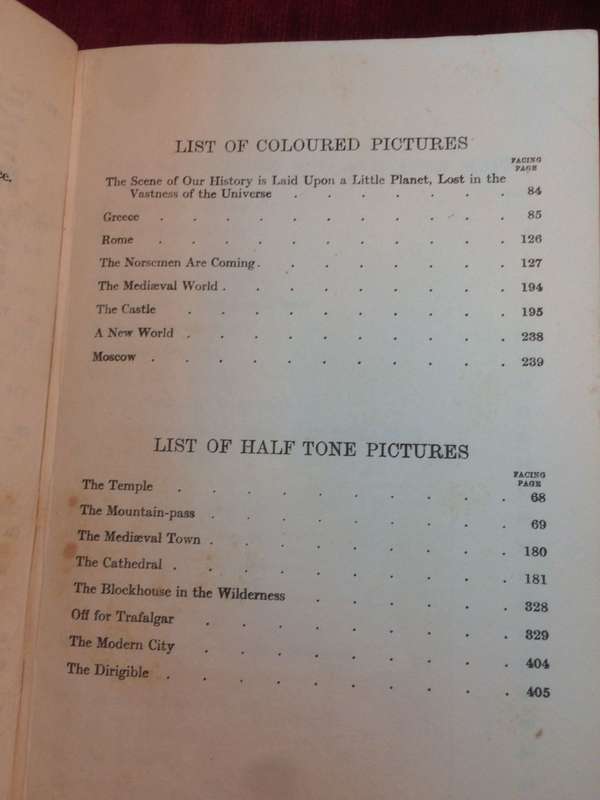 ce.
LIST OF COLOURED PICTURES
FACING
PAGE
The Scene of Our History is Laid Upon a Little Planet, Lost in the
Vastness of the Universe . . . . . . 84
Greece . . . . . . . . . . . 85
Rome . . . . . . . . . . . 126
The Norsemen Are Coming . . . . . . . 127
The Mediæval World . . . . . . . . . 194
The Castle . . . . . . . . . . 195
A New World . . . . . . . . . . 238
Moscow . . . . . . . . . . . 239
LIST OF HALF TONE PICTURES
FACING
PAGE
The Temple . . . . . . . . . . 68
The Mountain-pass . . . . . . . . . 69
The Mediæval Town . . . . . . . . . 180
The Cathedral . . . . . . . . . . 181
The Blockhouse in the Wilderness . . . . . . 328
Off for Trafalgar . . . . . . . . . 329
The Modern City . . . . . . . . . 404
The Dirigible . . . . . . . . . . 405